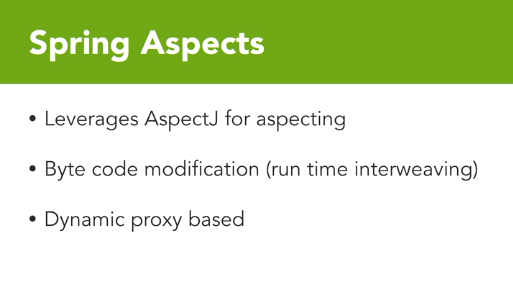 Spring Aspects
• Leverages AspectJ for aspecting
• Byte code modification (run time interweaving)
• Dynamic proxy based